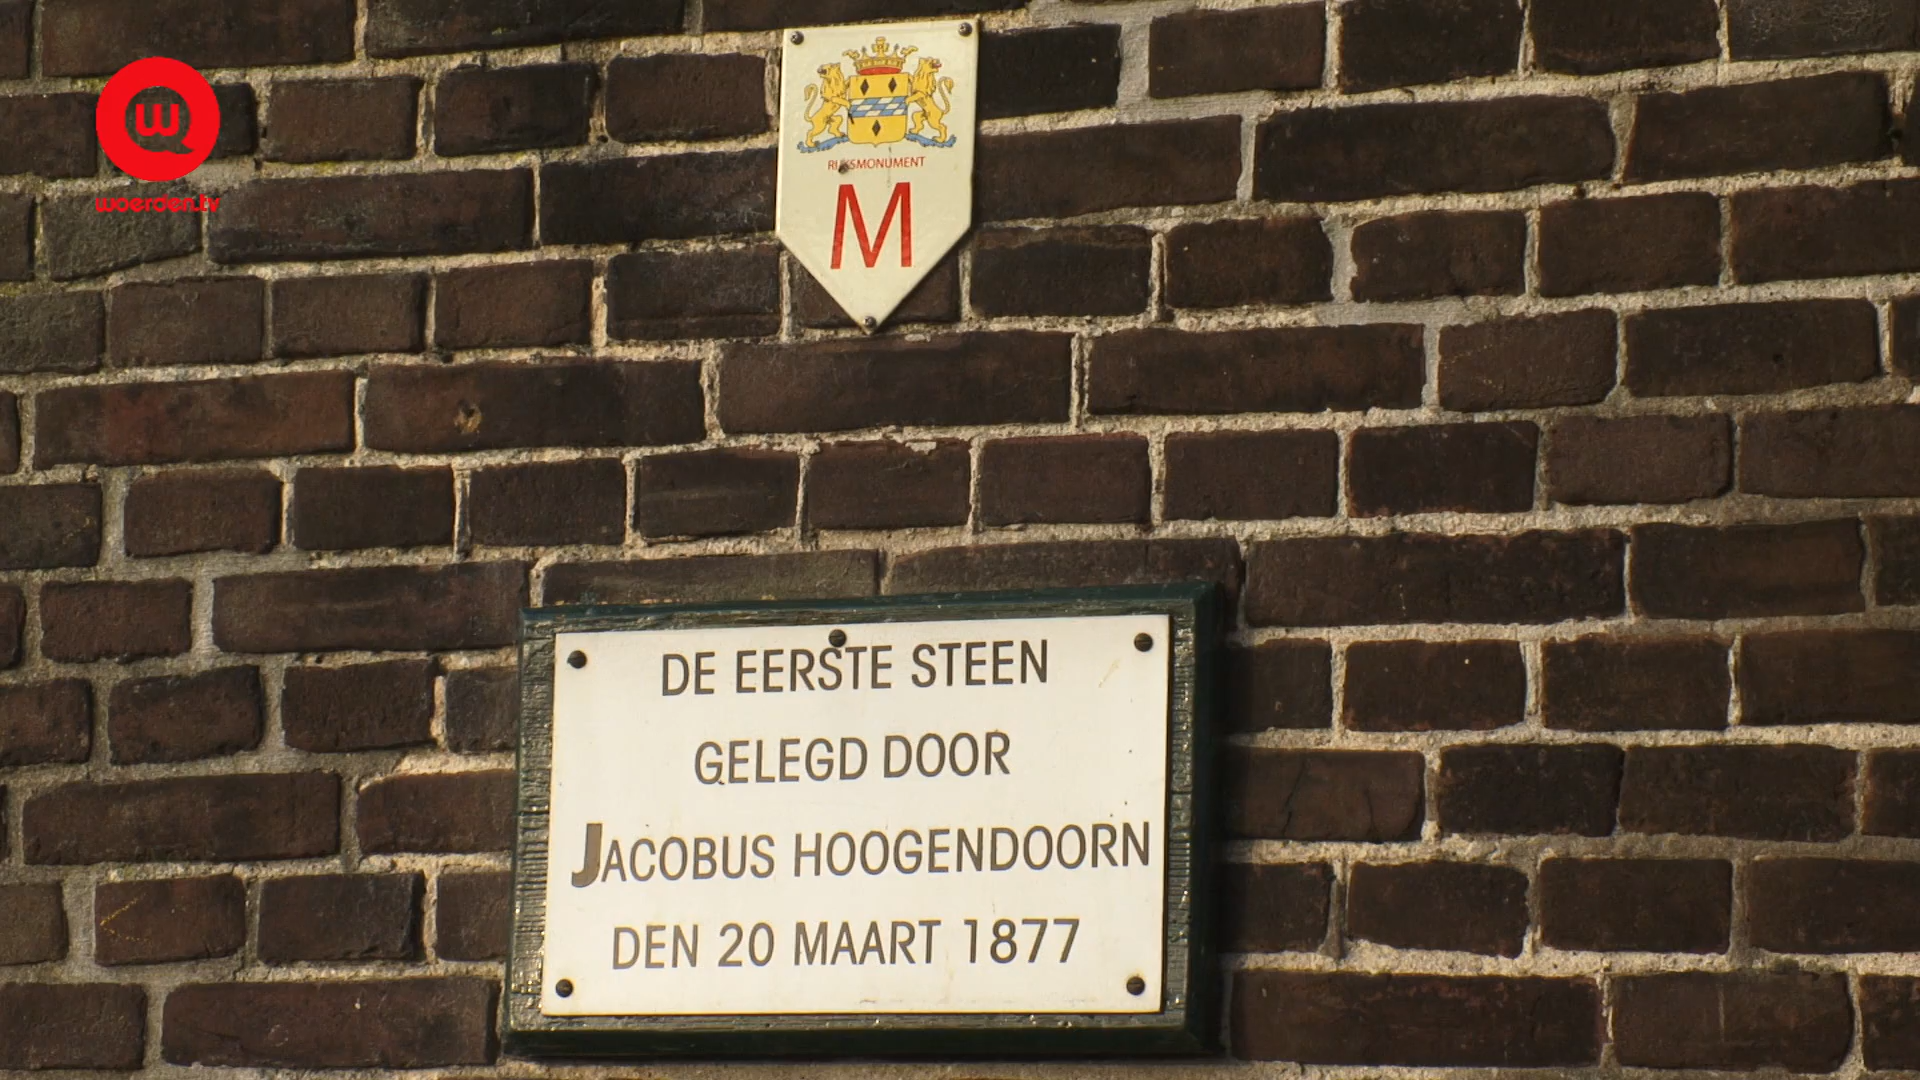 w
woerden.tv
RIJKSMONUMENT
M
DE EERSTE STEEN
GELEGD DOOR
JACOBUS HOOGENDOORN
DEN 20 MAART 1877